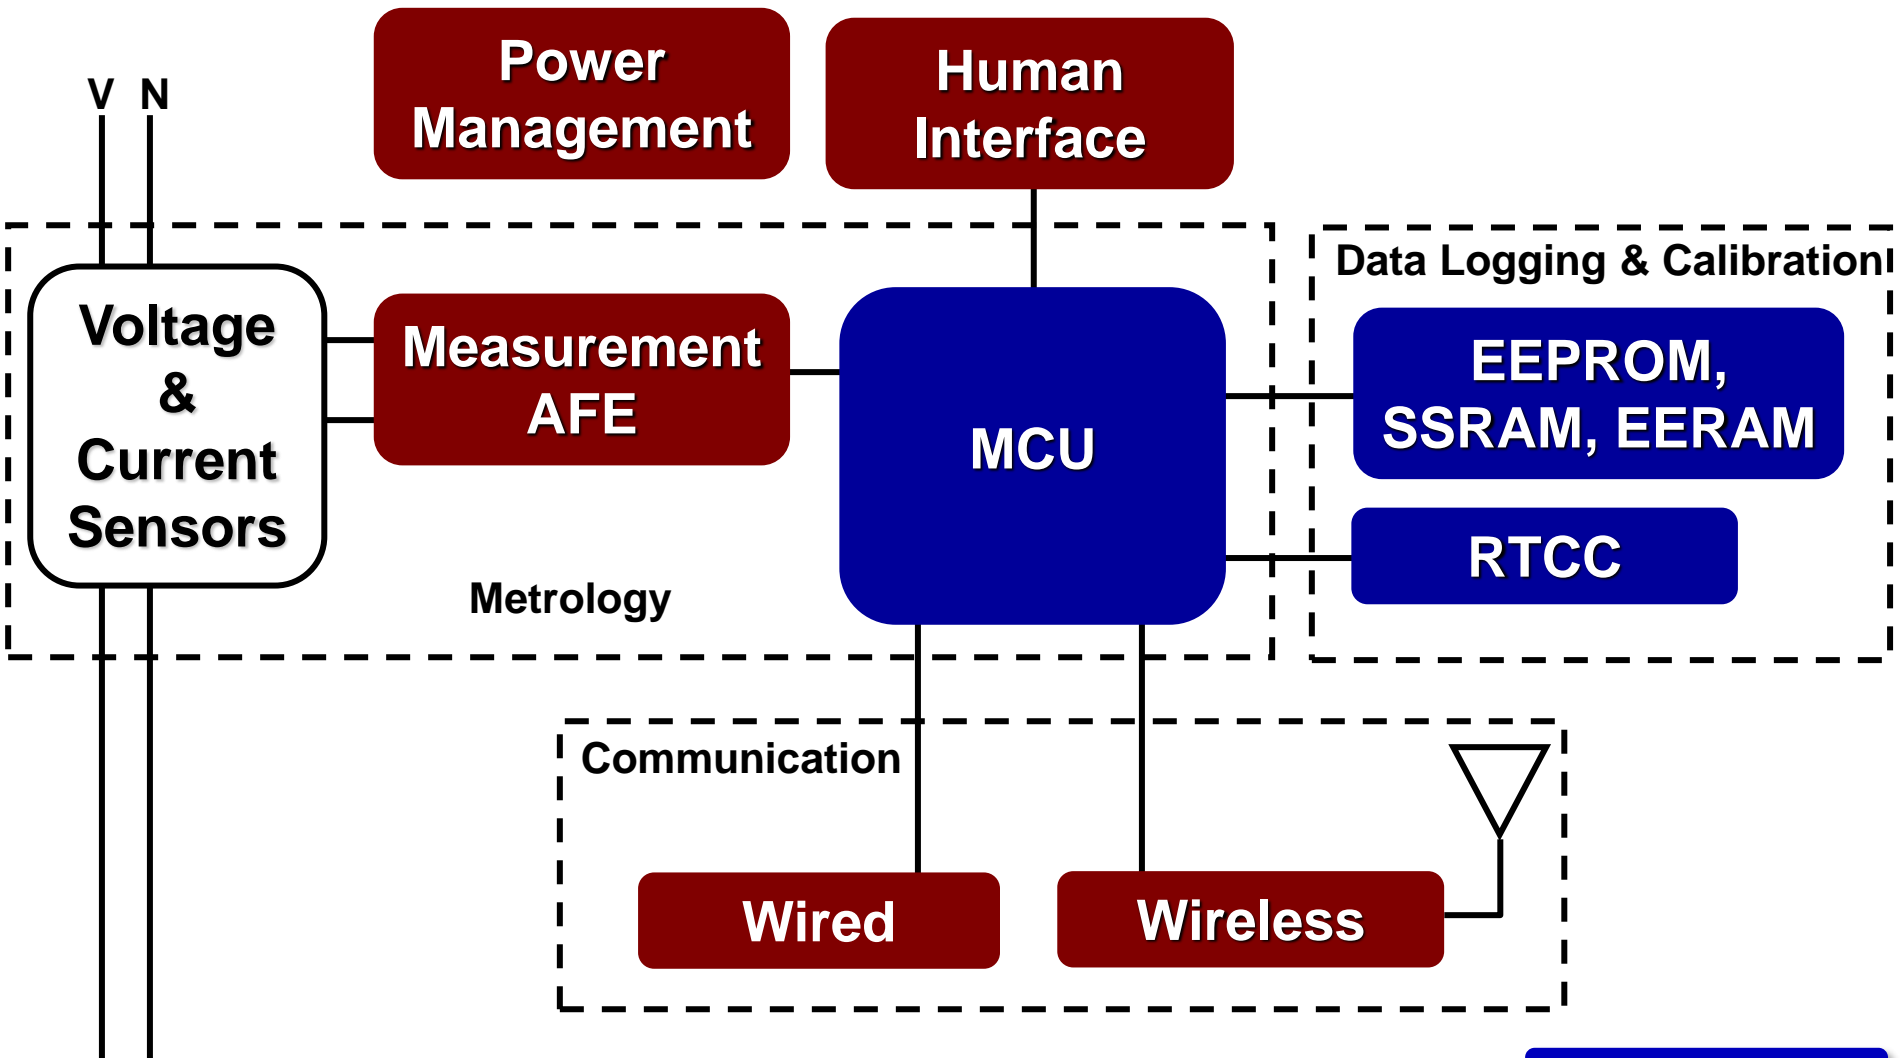 Power
Management
Human
Interface
V N
Data Logging & Calibration
Voltage
&
Current
Sensors
Measurement
AFE
MCU
EEPROM,
SSRAM, EERAM
RTCC
Metrology
Communication
Wired
Wireless